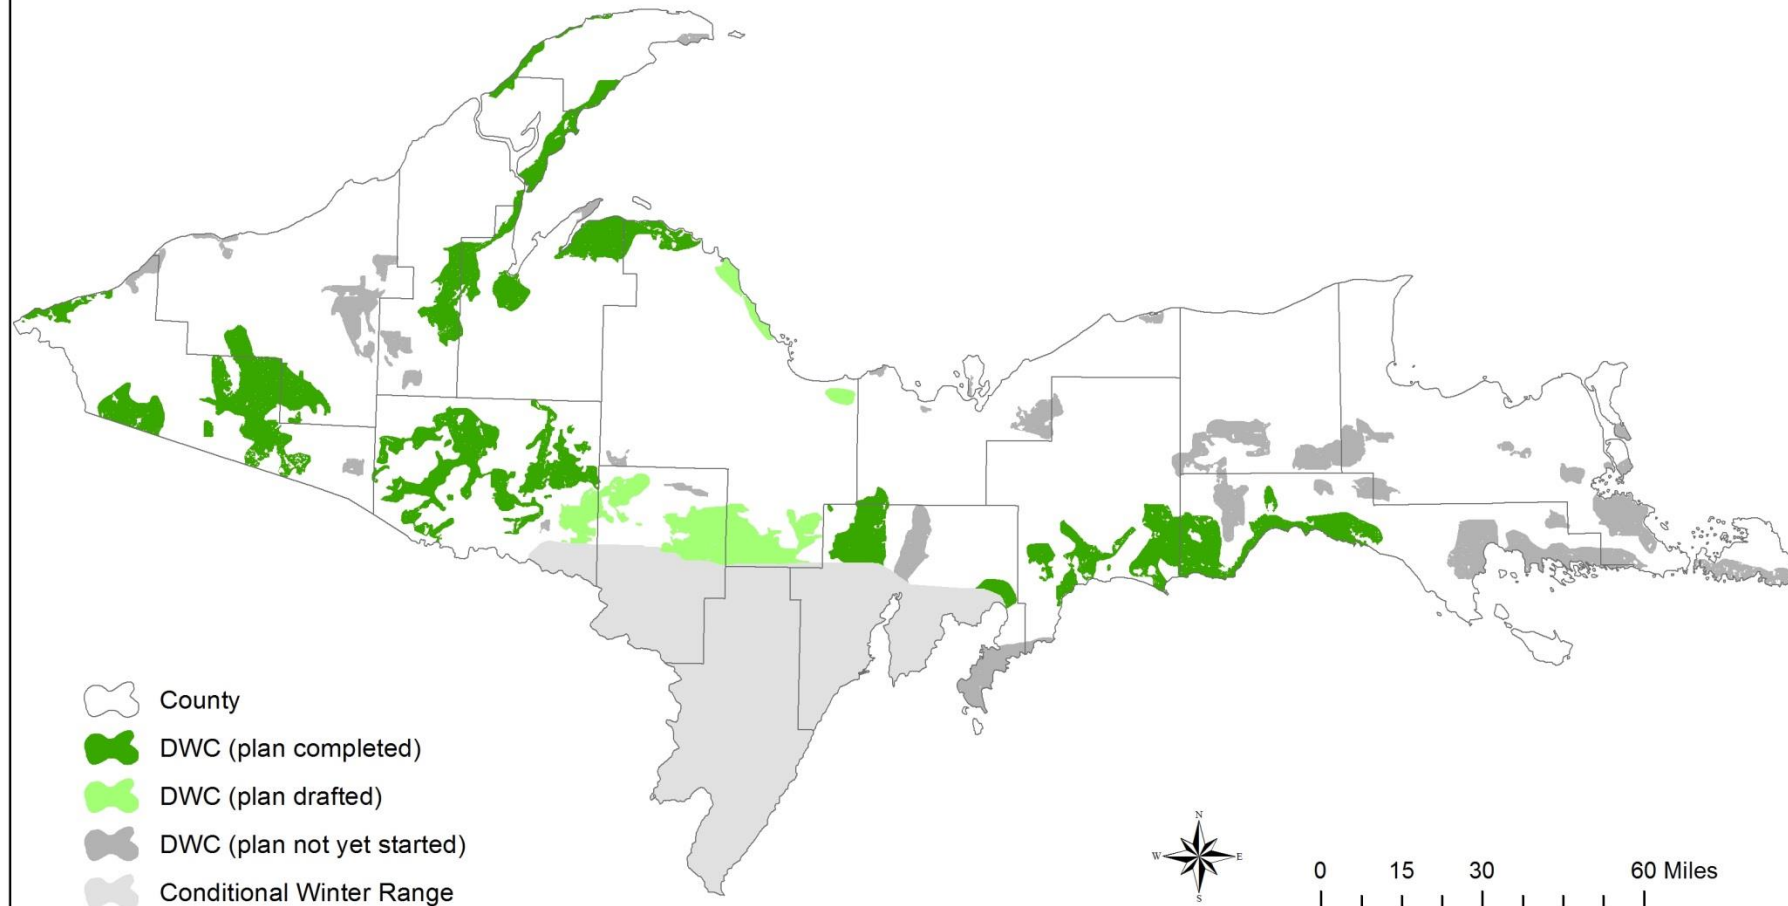 County
DWC (plan completed)
DWC (plan drafted)
DWC (plan not yet started)
Conditional Winter Range
N
W E
S
0 15 30 60 Miles